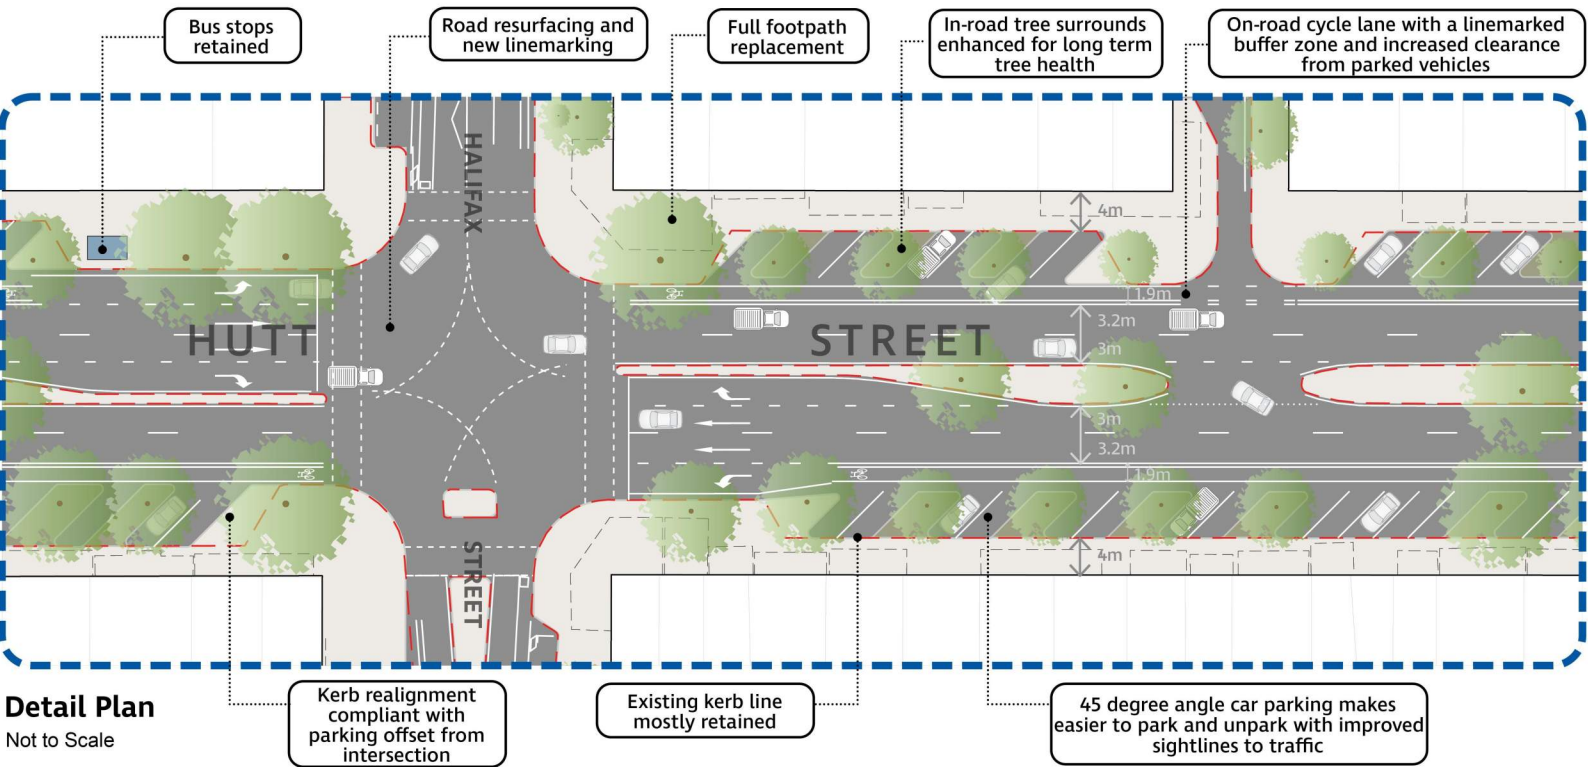 Bus stops
retained
Road resurfacing and
new linemarking
Full footpath
replacement
In-road tree surrounds
enhanced for long term
tree health
On-road cycle lane with a linemarked
buffer zone and increased clearance
from parked vehicles
HALIFAX
4m
1.9m
3.2m
HUTT
STREET
3m
3m
3.2m
1.9m
STREET
4m
Detail Plan
Not to Scale
Kerb realignment
compliant with
parking offset from
intersection
Existing kerb line
mostly retained
45 degree angle car parking makes
easier to park and unpark with improved
sightlines to traffic